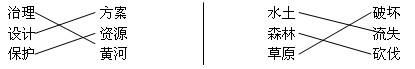 治理 方案 水土 破坏
设计 资源 森林 流失
保护 黄河 草原 砍伐